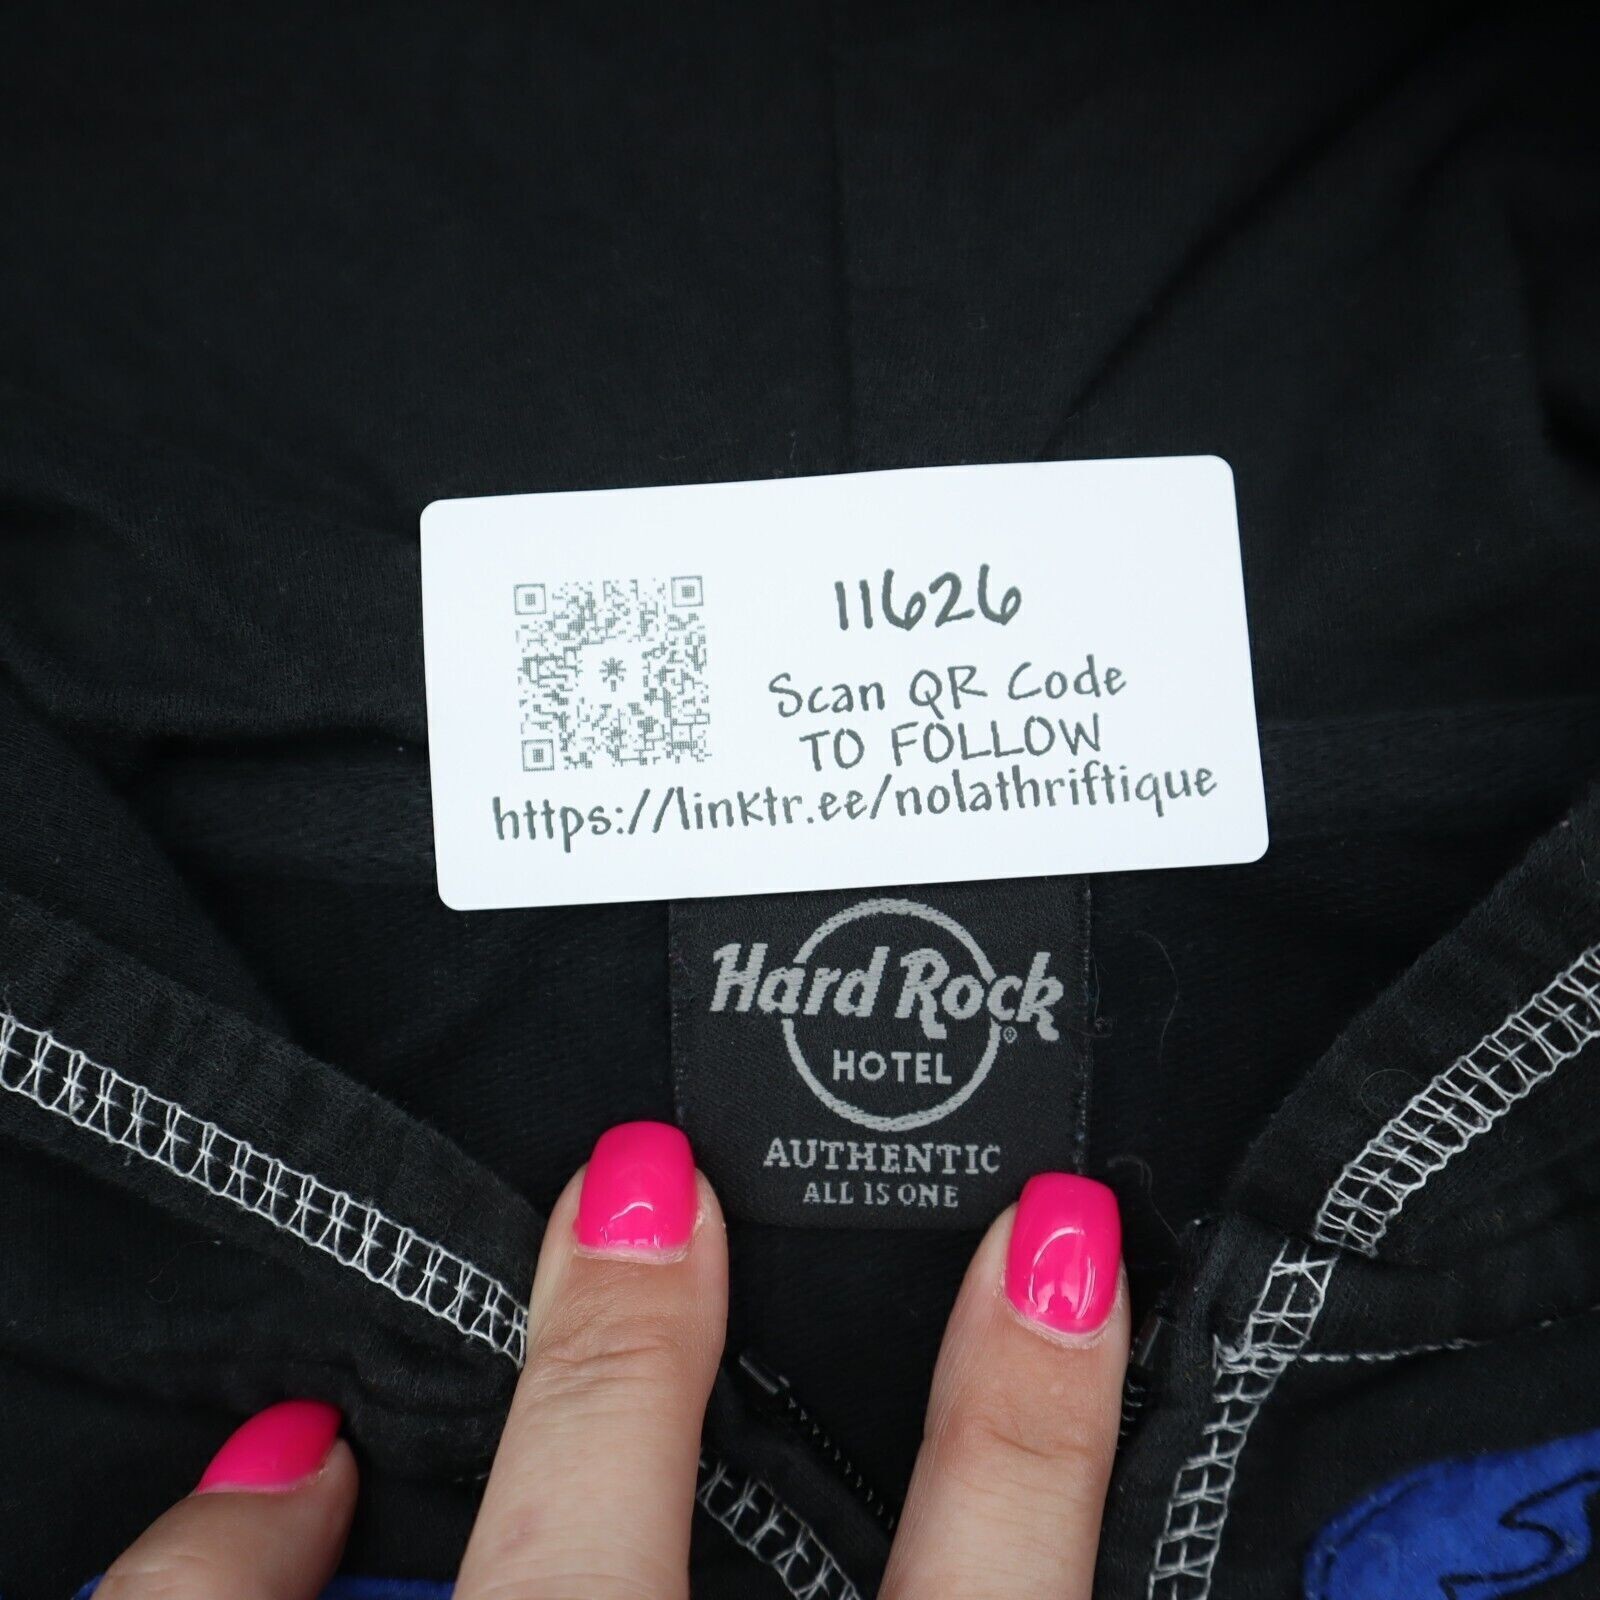 11626
Scan QR Code
TO FOLLOW
https://linktr.ee/nolathriftique
Hard Rock®
HOTEL
AUTHENTIC
ALL IS ONE